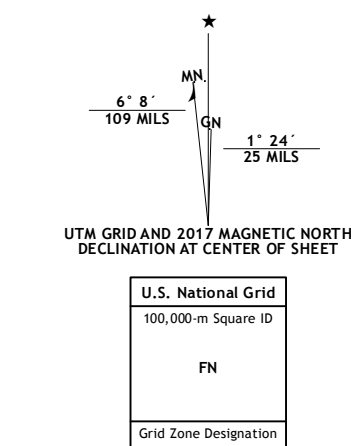 ★
MN.
6° 8´
109 MILS
GN
1° 24´
25 MILS
UTM GRID AND 2017 MAGNETIC NORTH
DECLINATION AT CENTER OF SHEET
U.S. National Grid
100,000-m Square ID
FN
Grid Zone Designation